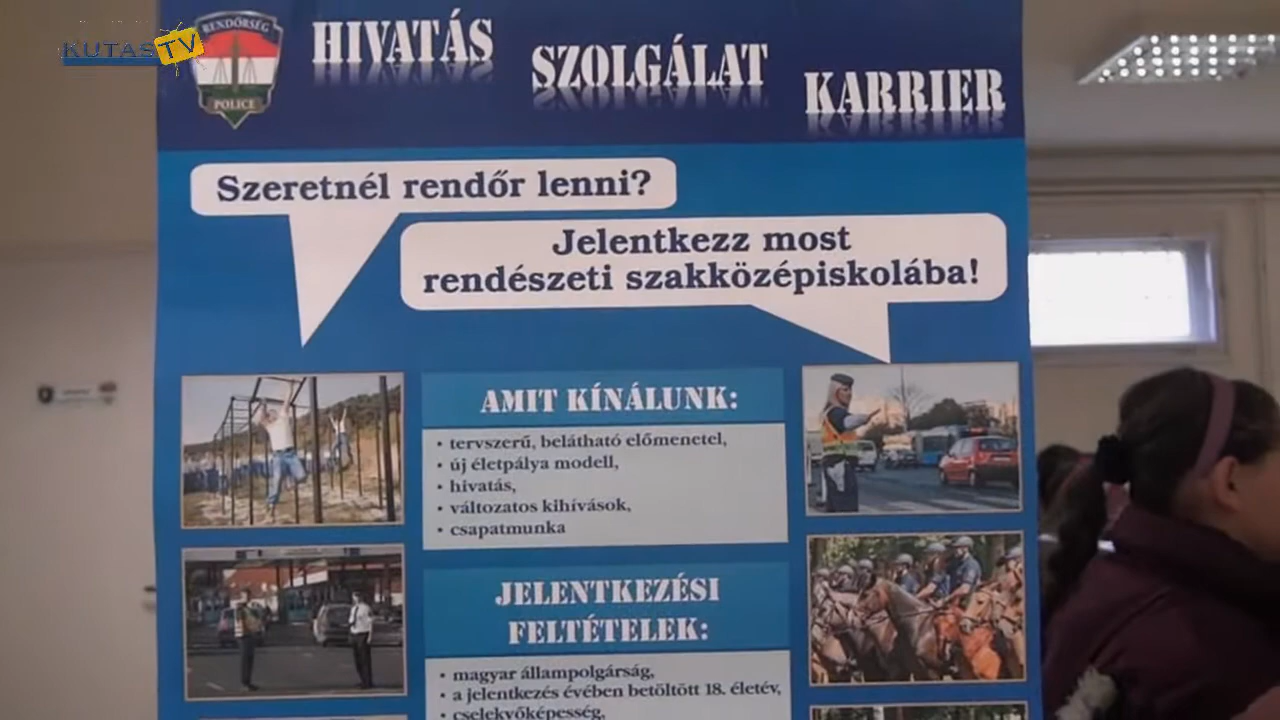 KUTAS TV
RENDŐRSÉG
POLICE
HIVATÁS
SZOLGÁLAT
KARRIER
Szeretnél rendőr lenni?
Jelentkezz most
rendészeti szakközépiskolába!
AMIT KÍNÁLUNK:
• tervszerű, belátható előmenetel,
• új életpálya modell,
• hivatás,
• változatos kihívások,
• csapatmunka
JELENTKEZÉSI
FELTÉTELEK:
• magyar állampolgárság,
• a jelentkezés évében betöltött 18. életév,
• cselekvőképesség,